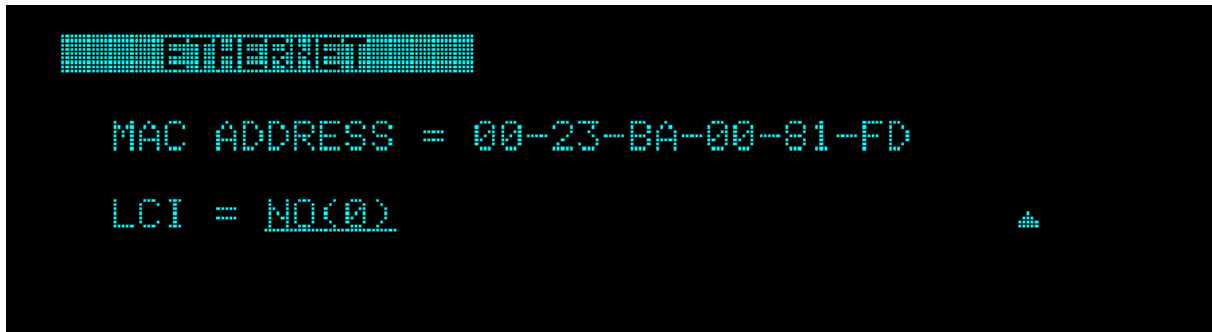 ETHERNET
MAC ADDRESS = 00-23-BA-00-81-FD
LCI = NO(0)